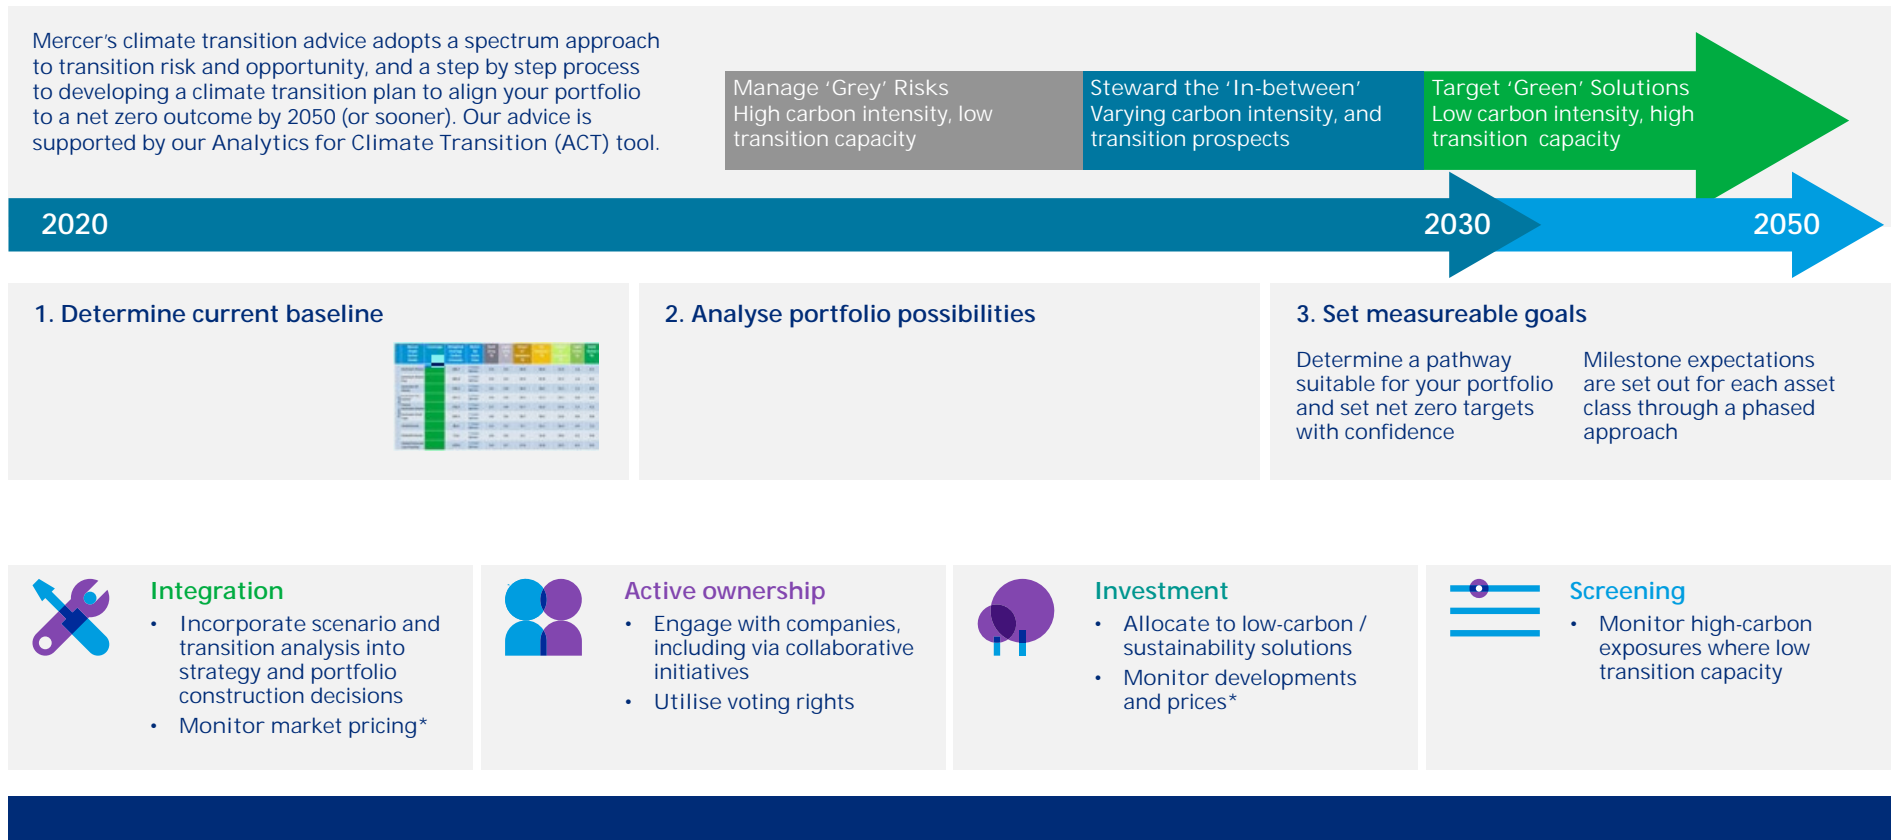 Mercer's climate transition advice adopts a spectrum approach
to transition risk and opportunity, and a step by step process
to developing a climate transition plan to align your portfolio
to a net zero outcome by 2050 (or sooner). Our advice is
supported by our Analytics for Climate Transition (ACT) tool.
Manage 'Grey' Risks
High carbon intensity, low
transition capacity
Steward the 'In-between'
Varying carbon intensity, and
transition prospects
Target 'Green' Solutions
Low carbon intensity, high
transition capacity
2020
2030
2050
1. Determine current baseline
2. Analyse portfolio possibilities
3. Set measureable goals
Determine a pathway
suitable for your portfolio
and set net zero targets
with confidence
Milestone expectations
are set out for each asset
class through a phased
approach
Integration
• Incorporate scenario and
transition analysis into
strategy and portfolio
construction decisions
• Monitor market pricing*
Active ownership
• Engage with companies,
including via collaborative
initiatives
• Utilise voting rights
Investment
• Allocate to low-carbon /
sustainability solutions
• Monitor developments
and prices*
Screening
• Monitor high-carbon
exposures where low
transition capacity